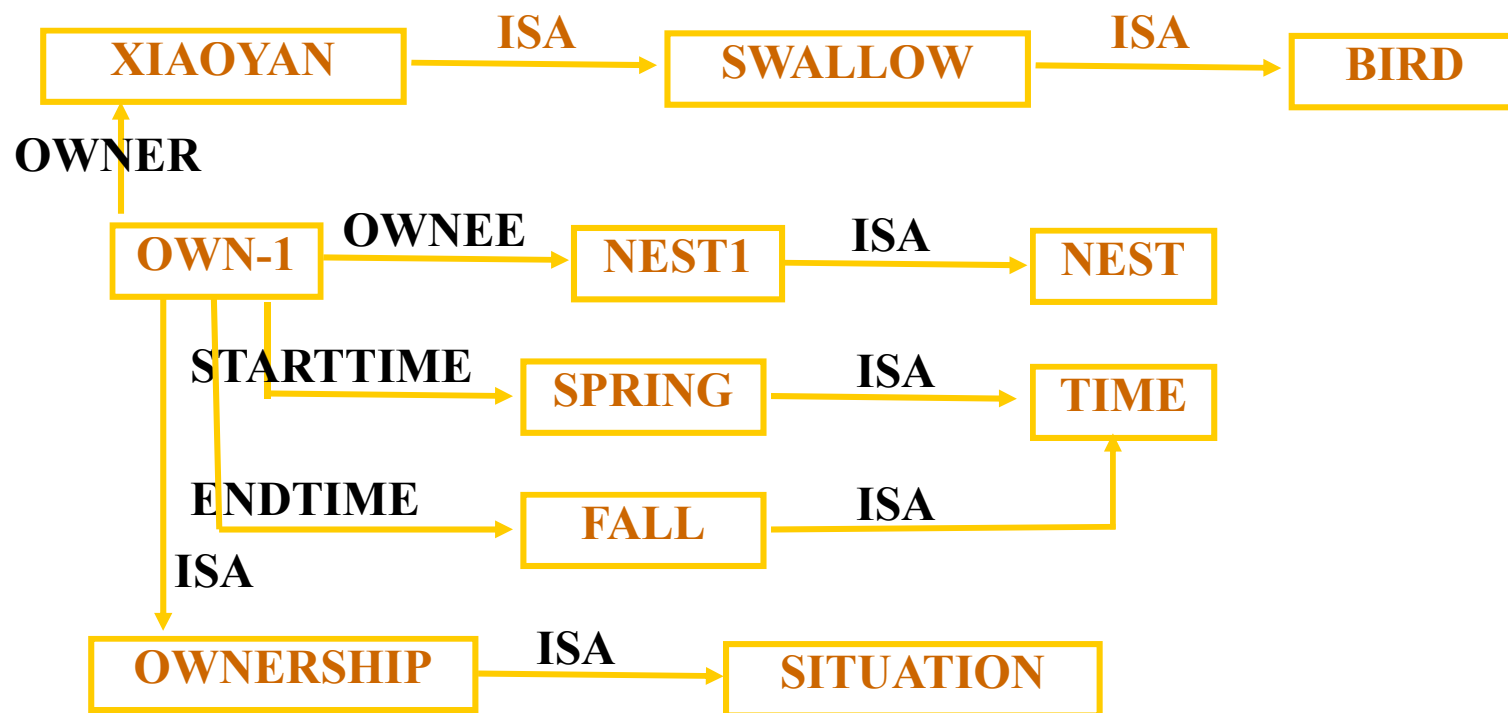 XIAOYAN ISA SWALLOW ISA BIRD
OWNER
OWN-1 OWNEE NEST1 ISA NEST
STARTTIME SPRING ISA TIME
ENDTIME FALL ISA
ISA
OWNERSHIP ISA SITUATION